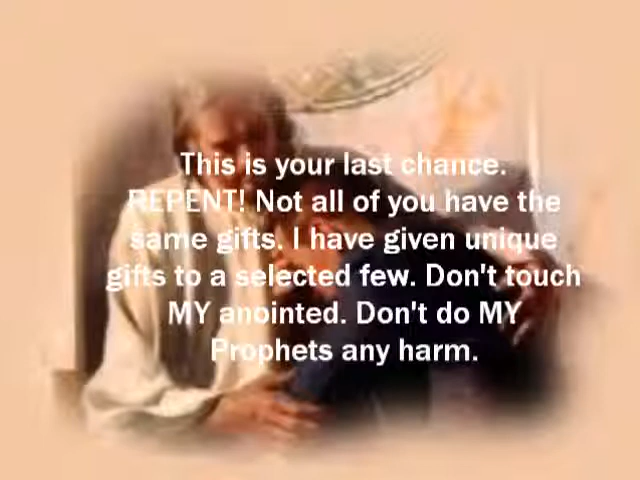 This is your last chance.
REPENT! Not all of you have the
same gifts. I have given unique
gifts to a selected few. Don't touch
MY anointed. Don't do MY
Prophets any harm.